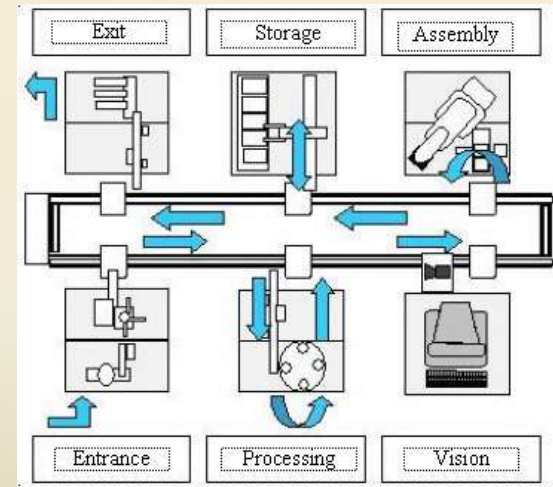 Exit
Storage
Assembly
Entrance
Processing
Vision